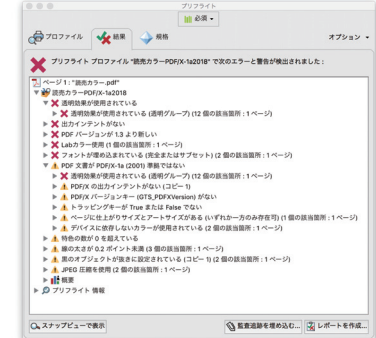 プリフライト
必須
プロファイル
結果
規格
オプション
プリフライト プロファイル "読売カラーPDF/X-1a2018" で次のエラーと警告が検出されました：
ページ 1 : "読売カラー.pdf"
読売カラーPDF/X-1a2018
透明効果が使用されている
透明効果が使用されている (透明グループ) (12 個の該当箇所 : 1 ページ)
出力インテントがない
PDF バージョンが 1.3 より新しい
Labカラー使用 (1 個の該当箇所 : 1 ページ)
フォントが埋め込まれている (完全またはサブセット) (2 個の該当箇所 : 1 ページ)
PDF 文書が PDF/X-1a (2001) 準拠ではない
透明効果が使用されている (透明グループ) (12 個の該当箇所 : 1 ページ)
PDF/X の出力インテントがない (コピー 1)
PDF/X バージョンキー (GTS_PDFXVersion) がない
トラッピングキーが True または False でない
ページに仕上がりサイズとアートサイズがある (いずれか一方のみ存在可) (1 個の該当箇所 : 1 ページ)
デバイスに依存しないカラーが使用されている (2 個の該当箇所 : 1 ページ)
特色の数が 0 を超えている
線の太さが 0.2 ポイント未満 (3 個の該当箇所 : 1 ページ)
黒のオブジェクトが抜きに設定されている (コピー 1) (2 個の該当箇所 : 1 ページ)
JPEG 圧縮を使用 (2 個の該当箇所 : 1 ページ)
概要
プリフライト 情報
スナップビューで表示
監査追跡を埋め込む...
レポートを作成...